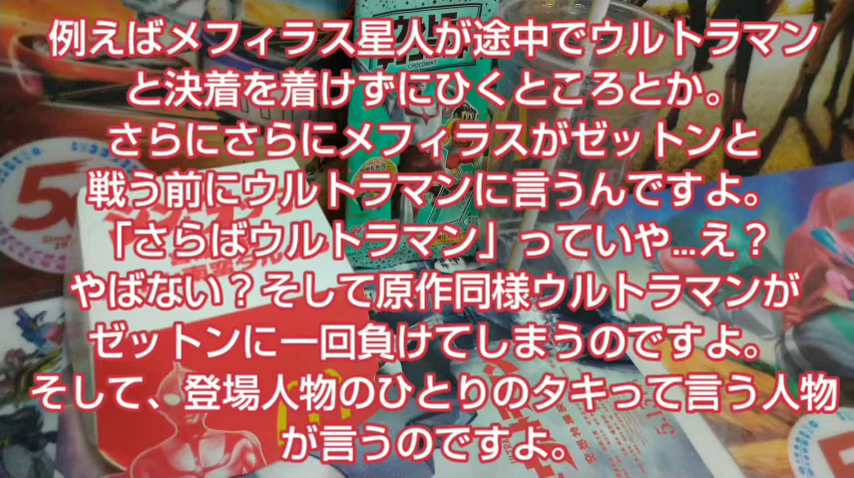 例えばメフィラス星人が途中でウルトラマン
と決着を着けずにひくところとか。
さらにさらにメフィラスがゼットンと
戦う前にウルトラマンに言うんですよ。
「さらばウルトラマン」っていや…え？
やばない？そして原作同様ウルトラマンが
ゼットンに一回負けてしまうのですよ。
そして、登場人物のひとりのタキって言う人物
が言うのですよ。